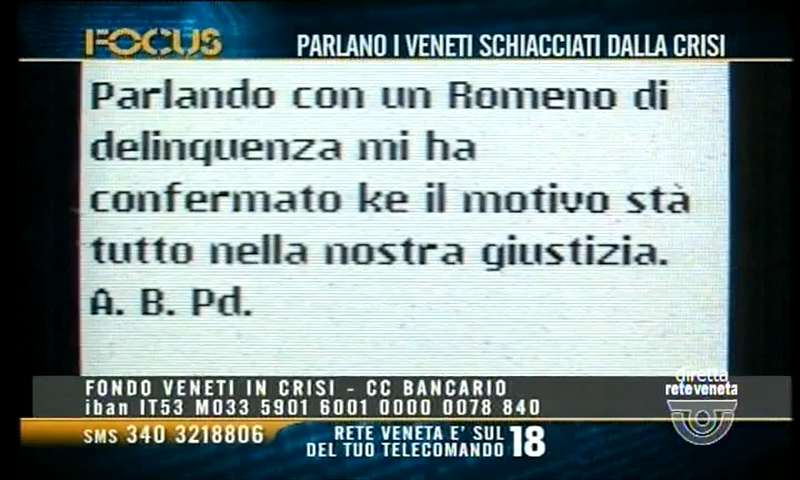 FOCUS
PARLANO I VENETI SCHIACCIATI DALLA CRISI
Parlando con un Romeno di
delinquenza mi ha
confermato ke il motivo stà
tutto nella nostra giustizia.
A. B. Pd.
diretta
reteveneta
FONDO VENETI IN CRISI - CC BANCARIO
iban IT53 M033 5901 6001 0000 0078 840
SMS 340 3218806
RETE VENETA E' SUL 18
DEL TUO TELECOMANDO